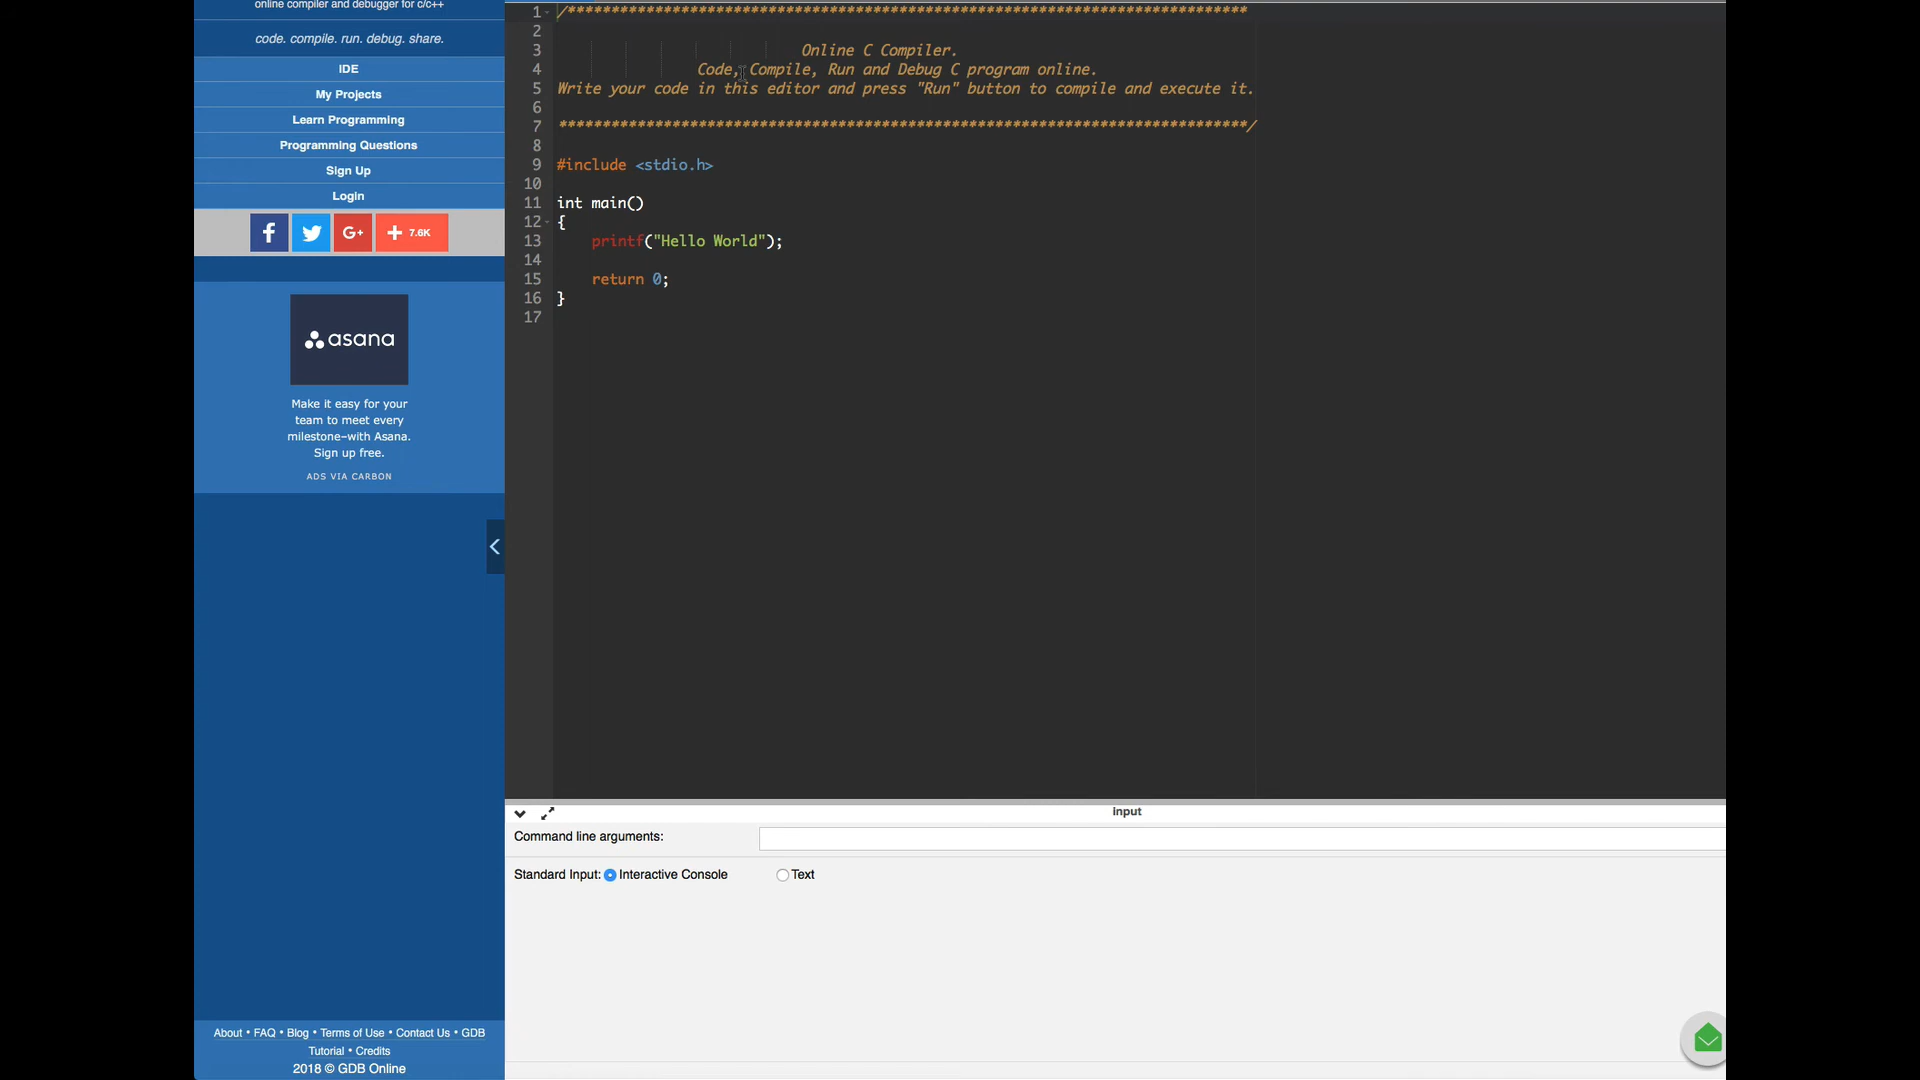 online compiler and debugger for c/c++
code. compile. run. debug. share.
IDE
My Projects
Learn Programming
Programming Questions
Sign Up
Login
f
G+
+ 7.6K
asana
Make it easy for your
team to meet every
milestone–with Asana.
Sign up free.
ADS VIA CARBON
About • FAQ • Blog • Terms of Use • Contact Us • GDB
Tutorial • Credits
2018 © GDB Online
1 /******************************************************************************
2
3 Online C Compiler.
4 Code, Compile, Run and Debug C program online.
5 Write your code in this editor and press "Run" button to compile and execute it.
6
7 *******************************************************************************/
8
9 #include <stdio.h>
10
11 int main()
12 {
13     printf("Hello World");
14
15     return 0;
16 }
17
input
Command line arguments:
Standard Input: Interactive Console Text